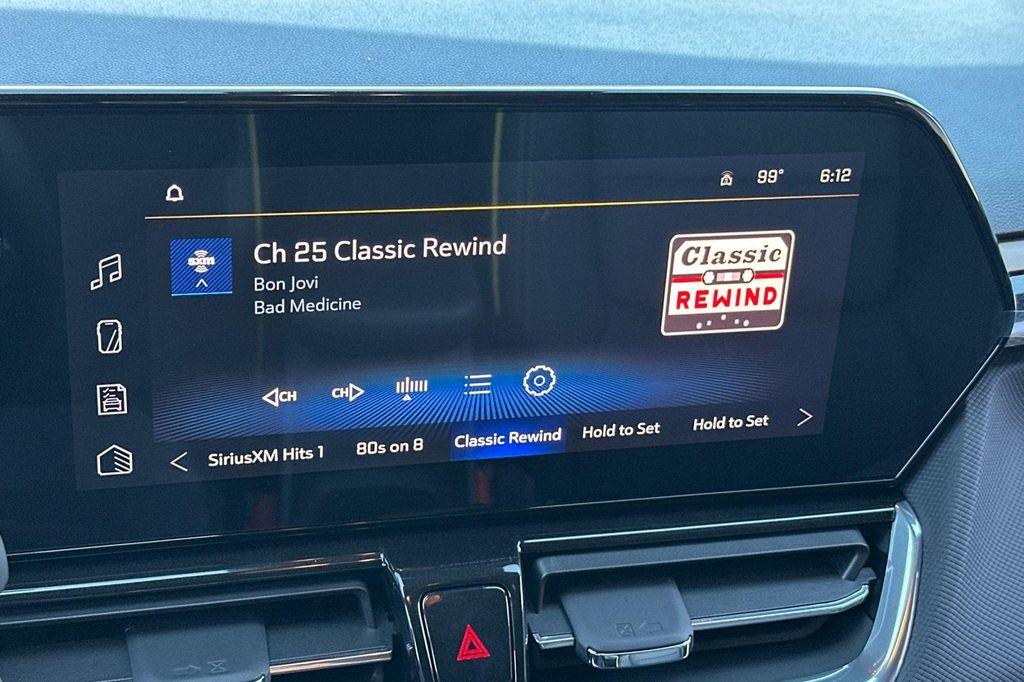 99° 6:12
sxm
Ch 25 Classic Rewind
Bon Jovi
Bad Medicine
Classic
REWIND
CH CH
SiriusXM Hits 1 80s on 8 Classic Rewind Hold to Set Hold to Set